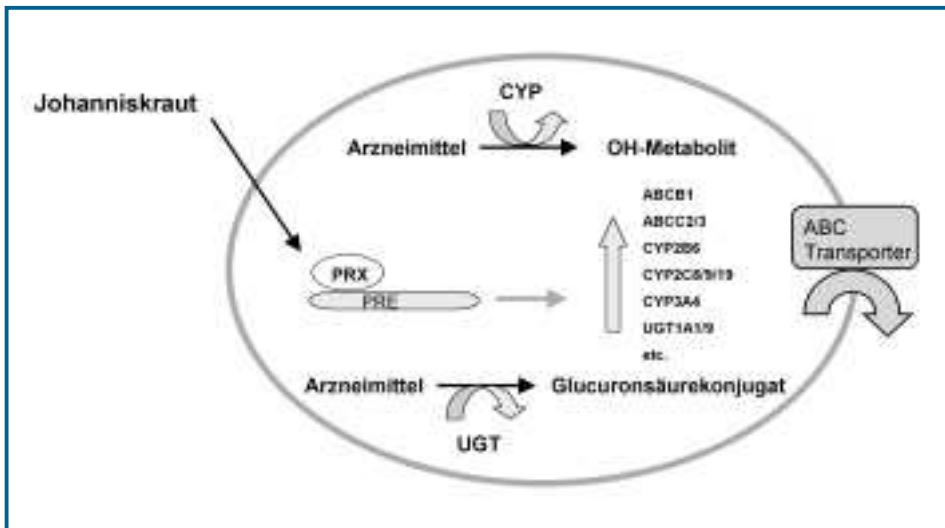 Johanniskraut
CYP
Arzneimittel
OH-Metabolit
ABCB1
ABCC2/3
CYP2B6
CYP2C8/9/19
CYP3A4
UGT1A1/9
etc.
ABC
Transporter
PRX
PRE
Arzneimittel
Glucuronsäurekonjugat
UGT